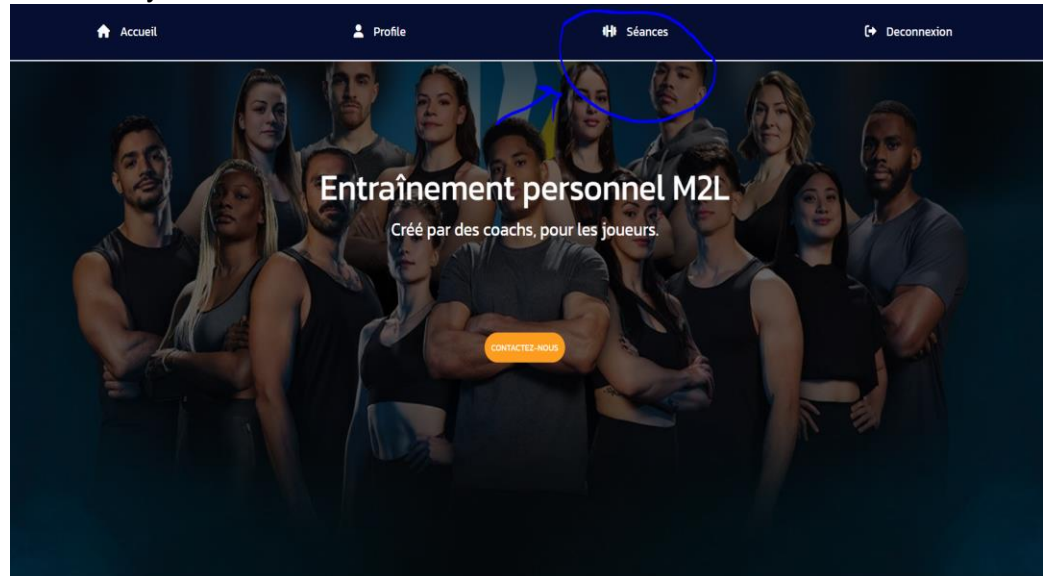 Accueil
Profile
Séances
Deconnexion
Entraînement personnel M2L
Créé par des coachs, pour les joueurs.
CONTACTEZ-NOUS